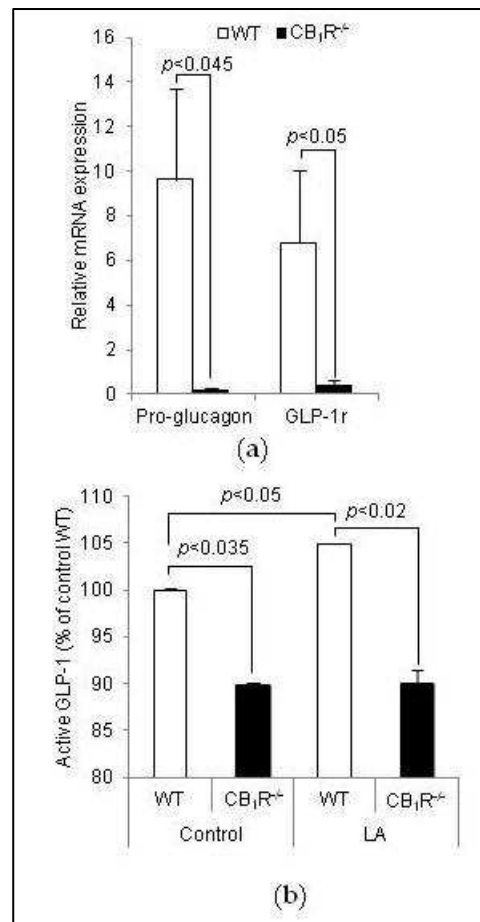 □WT ■CB₁R⁻/⁻
16
14
12
10
8
6
4
2
0
Relative mRNA expression
p<0.045
p<0.05
Pro-glucagon GLP-1r
(a)
110
105
100
95
90
85
80
Active GLP-1 (% of control WT)
p<0.05
p<0.035
p<0.02
WT CB₁R⁻/⁻ WT CB₁R⁻/⁻
Control LA
(b)